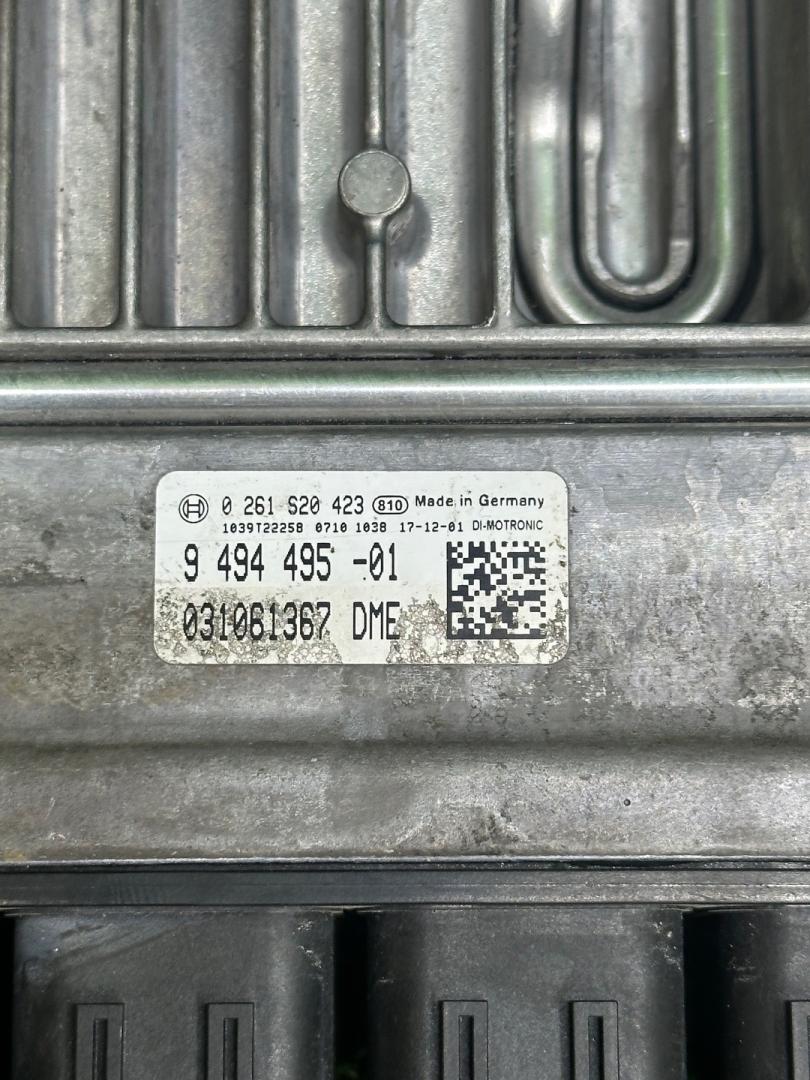 0 261 S20 423 810 Made in Germany
1039T22258 0710 1038 17-12-01 DI-MOTRONIC
9 494 495 -01
031061367 DME